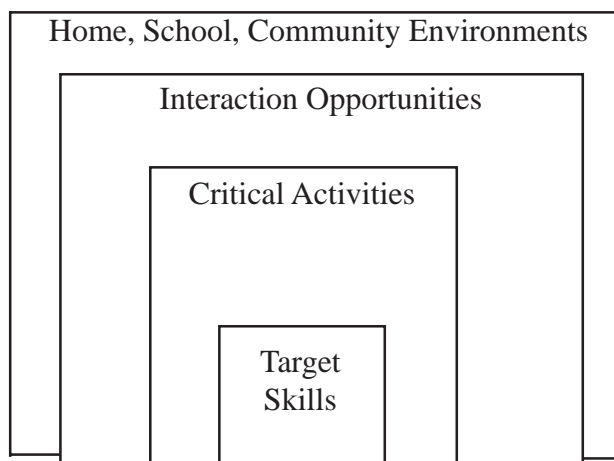 Home, School, Community Environments
Interaction Opportunities
Critical Activities
Target
Skills